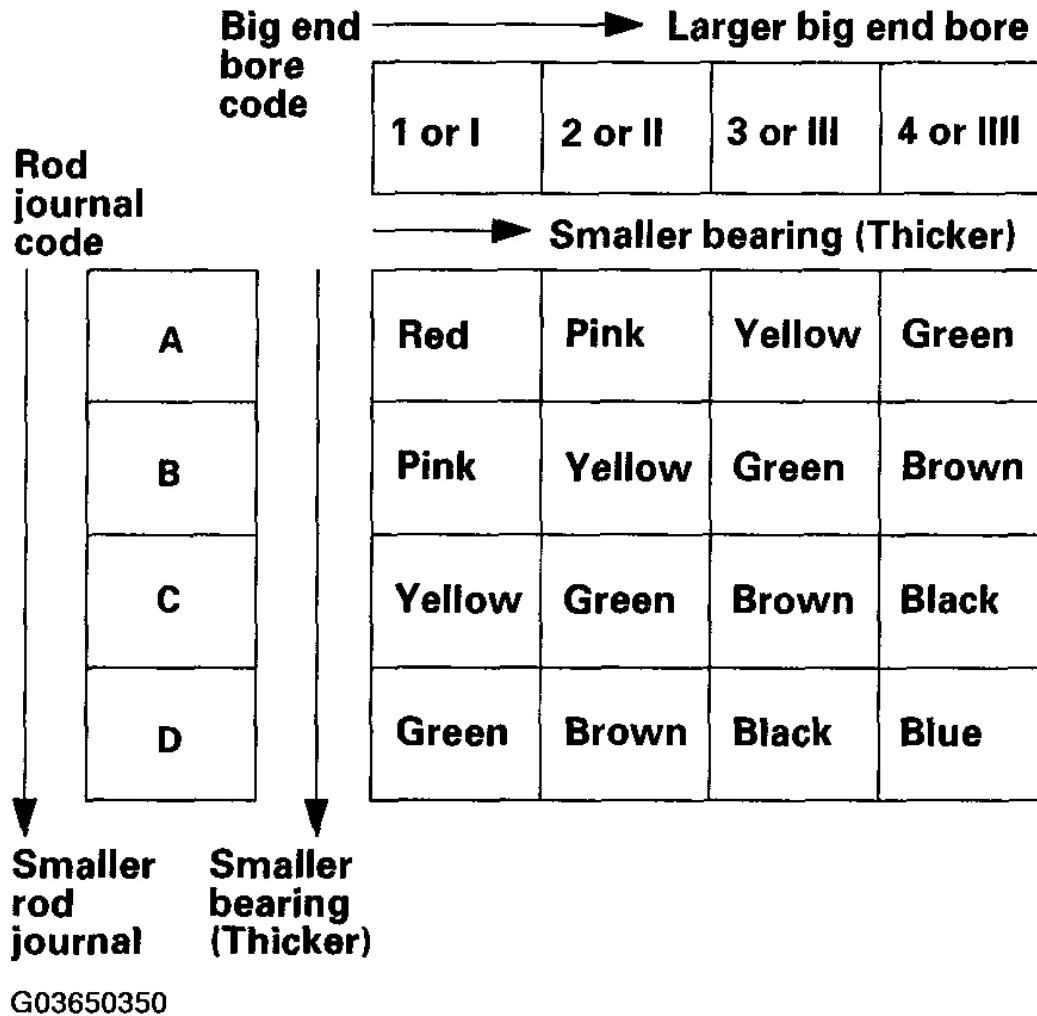 Big end
bore
code
Larger big end bore
1 or I 2 or II 3 or III 4 or IIII
Rod
journal
code
Smaller bearing (Thicker)
A Red Pink Yellow Green
B Pink Yellow Green Brown
C Yellow Green Brown Black
D Green Brown Black Blue
Smaller
rod
journal
Smaller
bearing
(Thicker)
G03650350